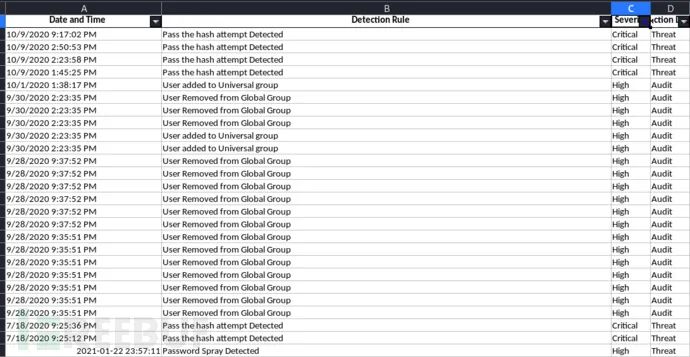 A B C D
Date and Time Detection Rule Severi ction D
10/9/2020 9:17:02 PM Pass the hash attempt Detected Critical Threat
10/9/2020 2:50:53 PM Pass the hash attempt Detected Critical Threat
10/9/2020 2:23:58 PM Pass the hash attempt Detected Critical Threat
10/9/2020 1:45:25 PM Pass the hash attempt Detected Critical Threat
10/1/2020 1:38:17 PM User added to Universal group High Audit
9/30/2020 2:23:35 PM User Removed from Global Group High Audit
9/30/2020 2:23:35 PM User Removed from Global Group High Audit
9/30/2020 2:23:35 PM User Removed from Global Group High Audit
9/30/2020 2:23:35 PM User added to Universal group High Audit
9/30/2020 2:23:35 PM User added to Universal group High Audit
9/28/2020 9:37:52 PM User Removed from Global Group High Audit
9/28/2020 9:37:52 PM User Removed from Global Group High Audit
9/28/2020 9:37:52 PM User Removed from Global Group High Audit
9/28/2020 9:37:52 PM User Removed from Global Group High Audit
9/28/2020 9:37:52 PM User Removed from Global Group High Audit
9/28/2020 9:37:52 PM User Removed from Global Group High Audit
9/28/2020 9:35:51 PM User Removed from Global Group High Audit
9/28/2020 9:35:51 PM User Removed from Global Group High Audit
9/28/2020 9:35:51 PM User Removed from Global Group High Audit
9/28/2020 9:35:51 PM User Removed from Global Group High Audit
9/28/2020 9:35:51 PM User Removed from Global Group High Audit
9/28/2020 9:35:51 PM User Removed from Global Group High Audit
9/28/2020 9:35:51 PM User Removed from Global Group High Audit
7/18/2020 9:25:36 PM Pass the hash attempt Detected Critical Threat
7/18/2020 9:25:12 PM Pass the hash attempt Detected Critical Threat
2021-01-22 23:57:11 Password Spray Detected High Threat